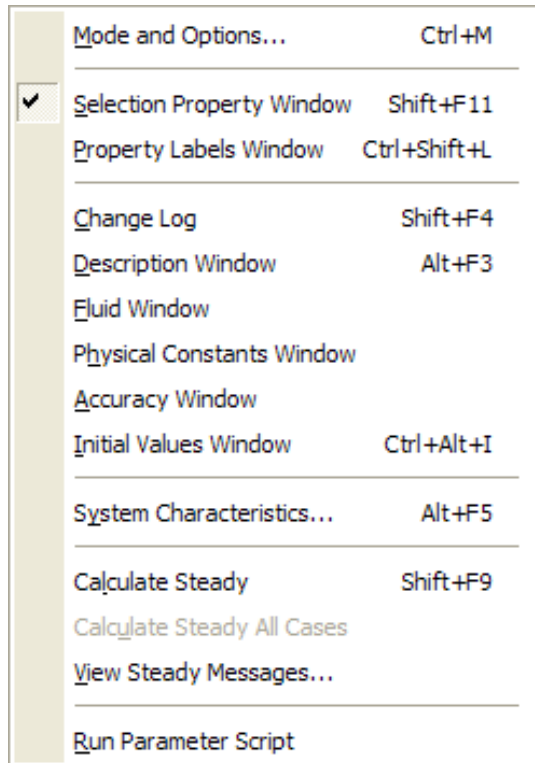 Mode and Options... Ctrl+M
Selection Property Window Shift+F11
Property Labels Window Ctrl+Shift+L
Change Log Shift+F4
Description Window Alt+F3
Fluid Window
Physical Constants Window
Accuracy Window
Initial Values Window Ctrl+Alt+I
System Characteristics... Alt+F5
Calculate Steady Shift+F9
Calculate Steady All Cases
View Steady Messages...
Run Parameter Script